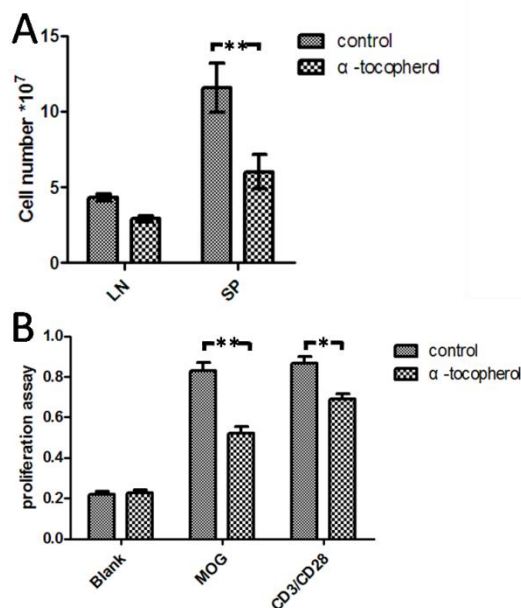 A
Cell number *10⁷
15
10
5
0
**
control
α -tocopherol
LN
SP
B
proliferation assay
1.0
0.8
0.6
0.4
0.2
0.0
**
*
control
α -tocopherol
Blank
MOG
CD3/CD28